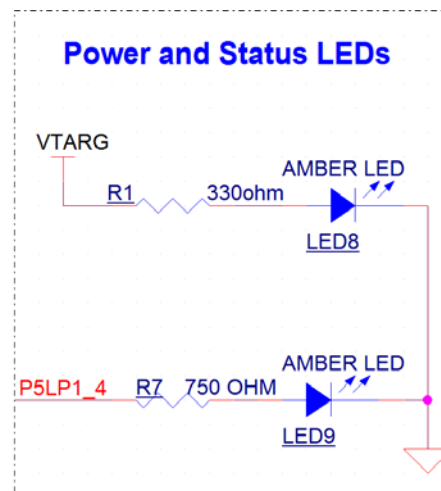 Power and Status LEDs
VTARG
AMBER LED
R1 330ohm
LED8
AMBER LED
P5LP1_4 R7 750 OHM
LED9